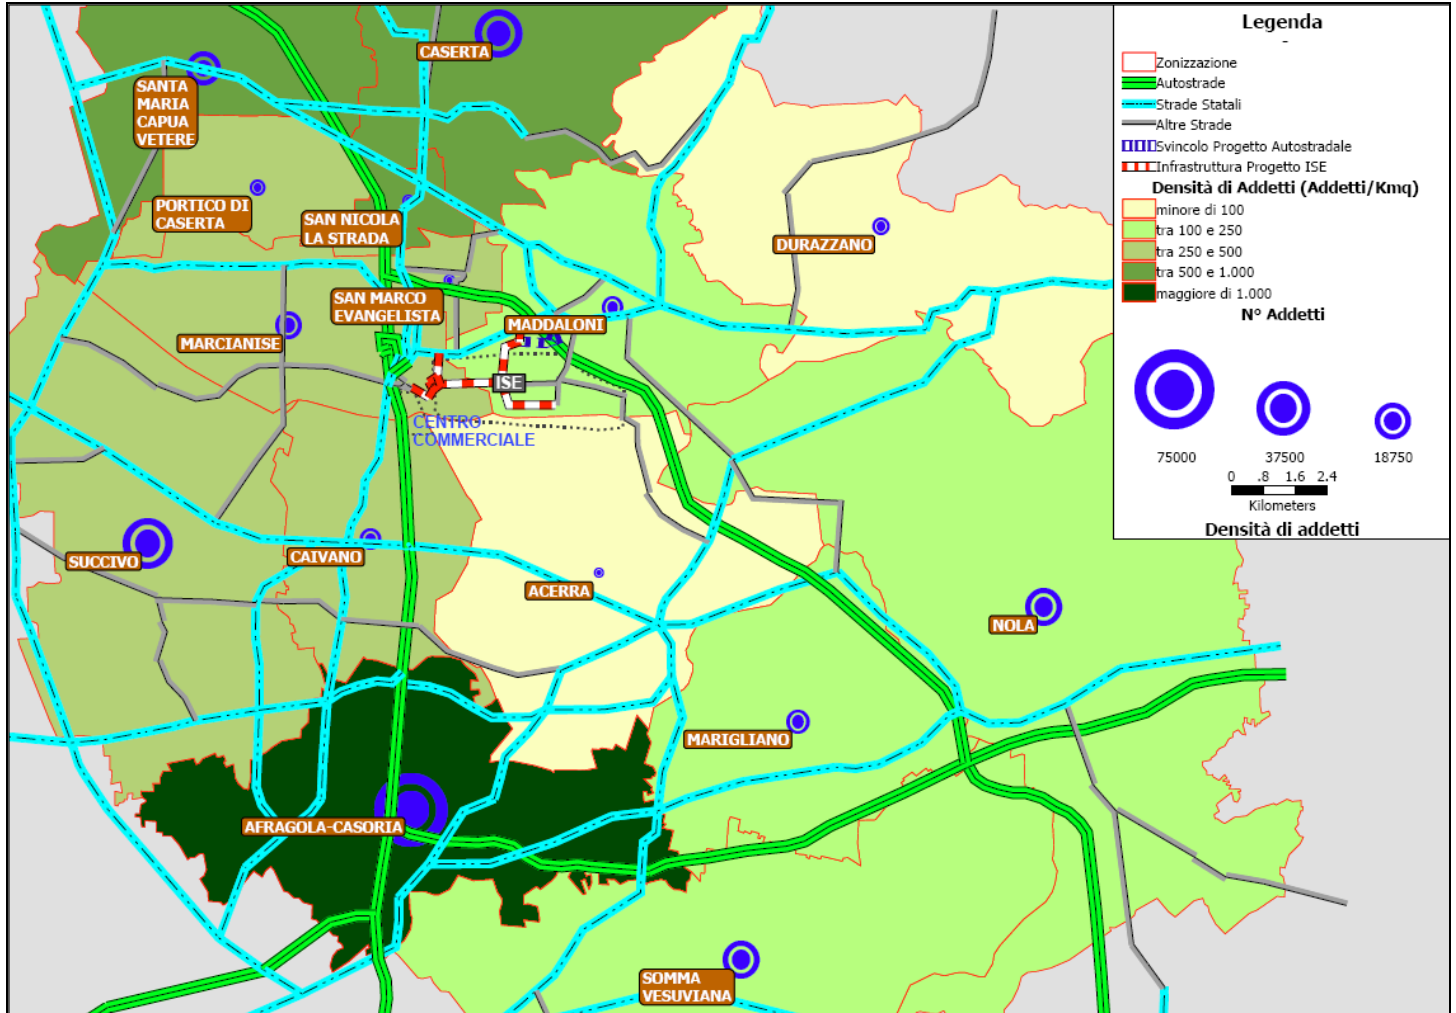 CASERTA
SANTA
MARIA
CAPUA
VETERE
PORTICO DI
CASERTA
SAN NICOLA
LA STRADA
DURAZZANO
SAN MARCO
EVANGELISTA
MADDALONI
MARCIANISE
ISE
CENTRO
COMMERCIALE
SUCCIVO
CAIVANO
ACERRA
NOLA
MARIGLIANO
AFRAGOLA-CASORIA
SOMMA
VESUVIANA
Legenda
-
Zonizzazione
Autostrade
Strade Statali
Altre Strade
Svincolo Progetto Autostradale
Infrastruttura Progetto ISE
Densità di Addetti (Addetti/Kmq)
minore di 100
tra 100 e 250
tra 250 e 500
tra 500 e 1.000
maggiore di 1.000
N° Addetti
75000 37500 18750
0 .8 1.6 2.4
Kilometers
Densità di addetti